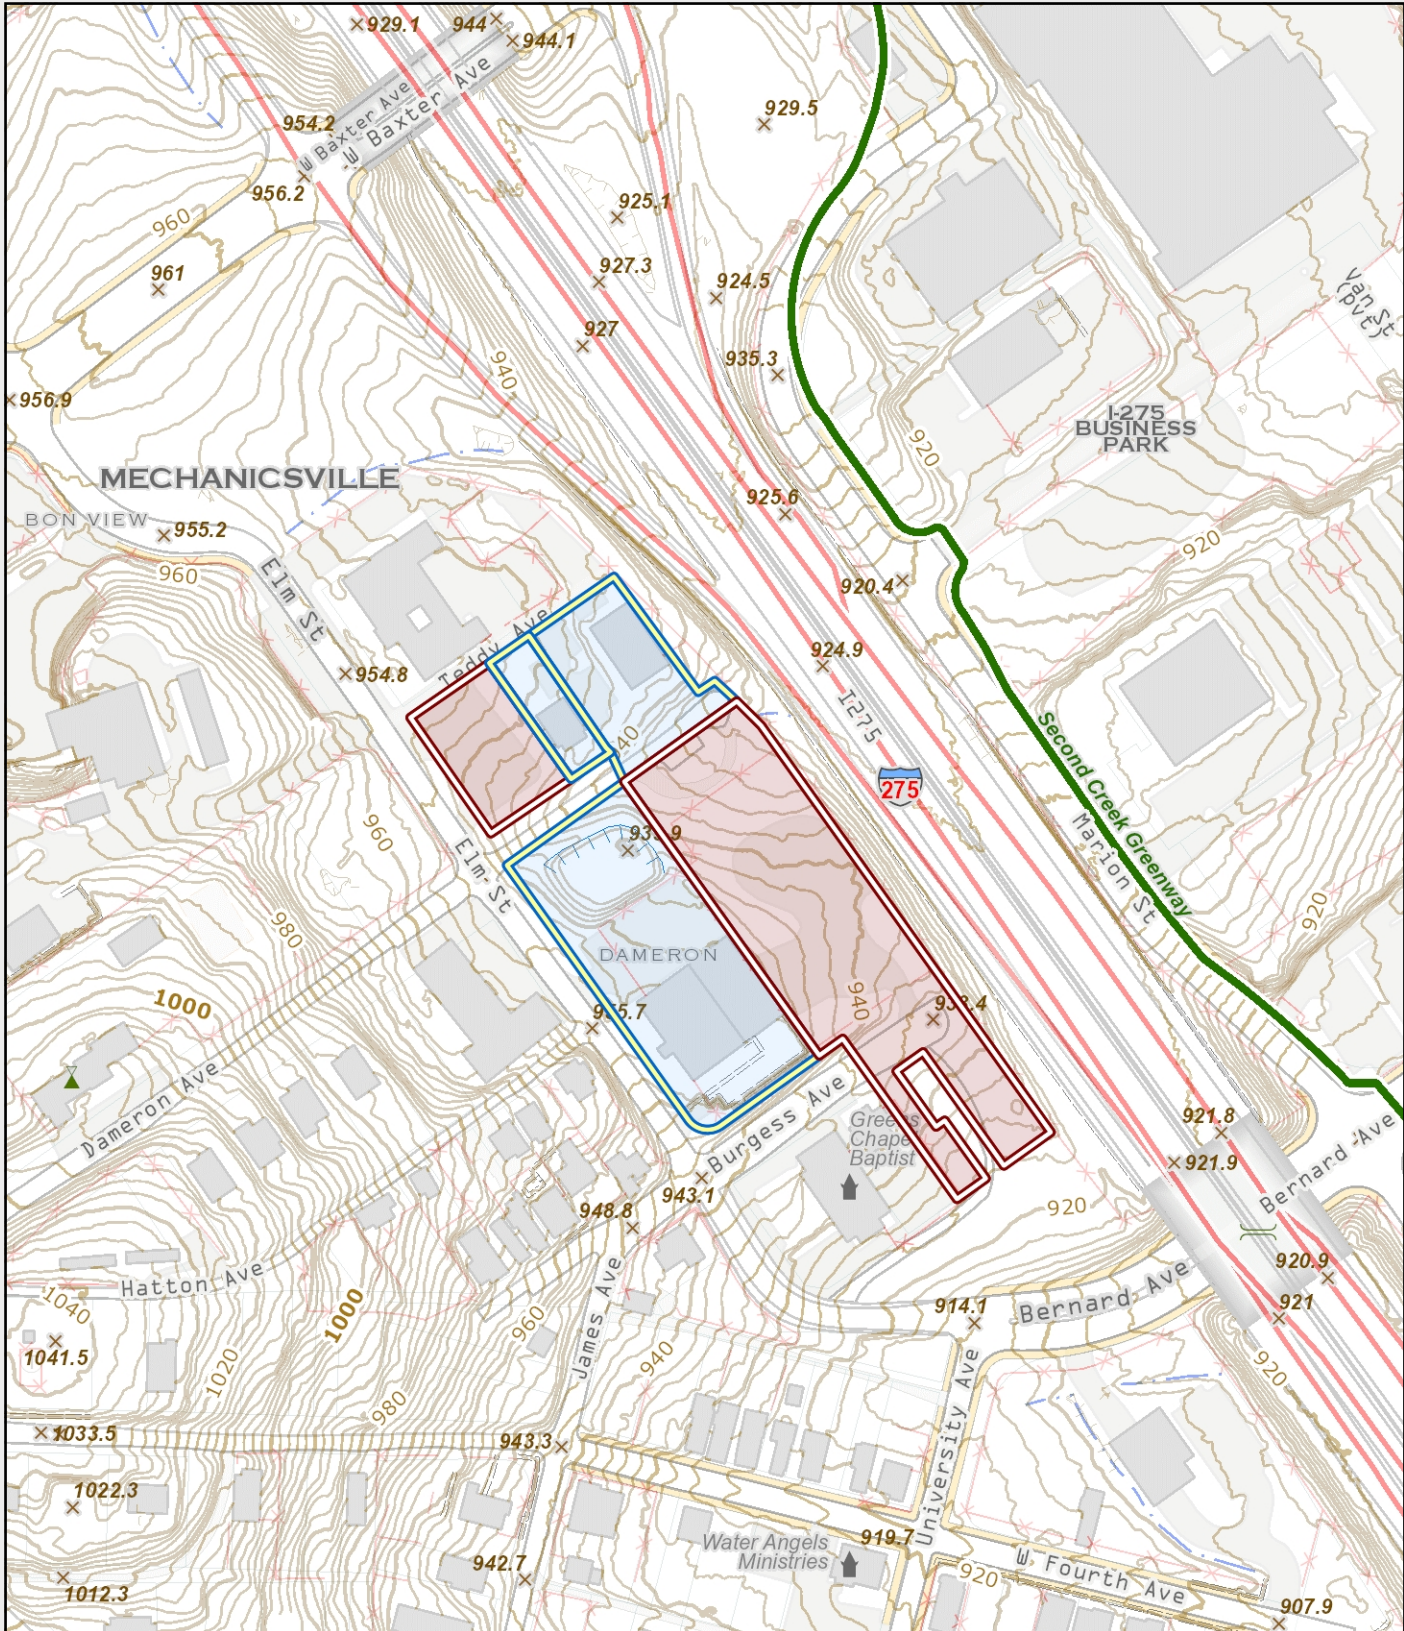 929.1
944
944.1
954.2
W Baxter Ave
W Baxter Ave
956.2
929.5
960
925.1
961
927.3
924.5
927
935.3
940
956.9
Van St
(pvt)
I-275
BUSINESS
PARK
920
MECHANICSVILLE
925.6
BON VIEW
955.2
920
960
Elm St
920.4
Teddy Ave
954.8
924.9
I275
Second Creek Greenway
275
Marion St
960
Elm St
980
920
DAMERON
1000
940
Dameron Ave
Burgess Ave
Greens
Chapel
Baptist
921.8
921.9
943.1
948.8
920
Bernard Ave
920.9
Hatton Ave
1040
1000
960
James Ave
940
914.1
Bernard Ave
921
1041.5
1020
920
980
1033.5
943.3
University Ave
1022.3
Water Angels
Ministries
919.7
942.7
1012.3
920
W Fourth Ave
907.9